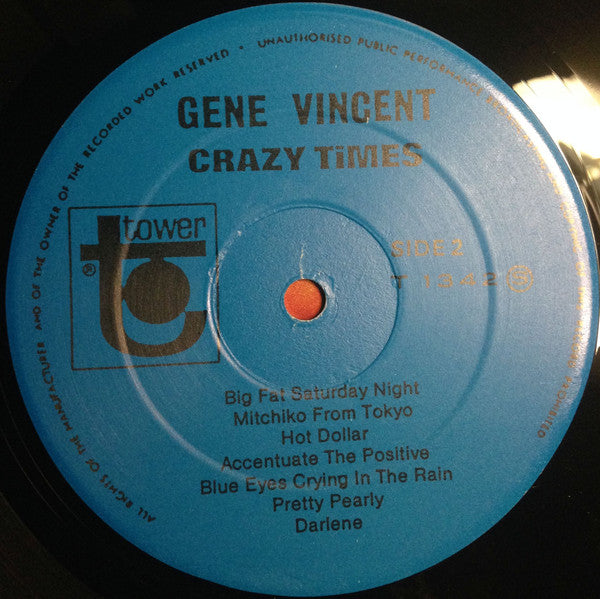 ALL RIGHTS OF THE MANUFACTURER AND OF THE OWNER OF THE RECORDED WORK RESERVED • UNAUTHORISED PUBLIC PERFORMANCE
PROHIBITED
GENE VINCENT
CRAZY TiMES
tower
®
SIDE 2
T 1342
Big Fat Saturday Night
Mitchiko From Tokyo
Hot Dollar
Accentuate The Positive
Blue Eyes Crying In The Rain
Pretty Pearly
Darlene